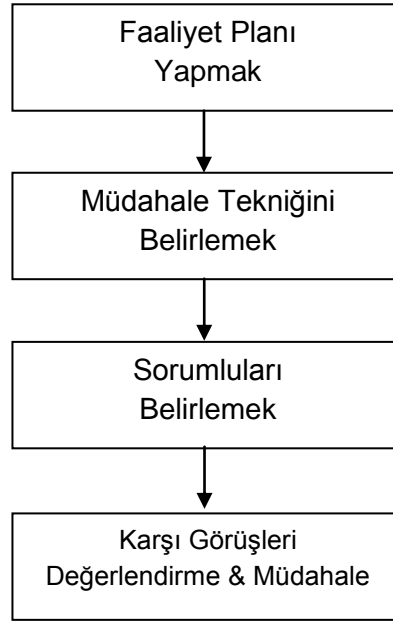 Faaliyet Planı
Yapmak
Müdahale Tekniğini
Belirlemek
Sorumluları
Belirlemek
Karşı Görüşleri
Değerlendirme & Müdahale